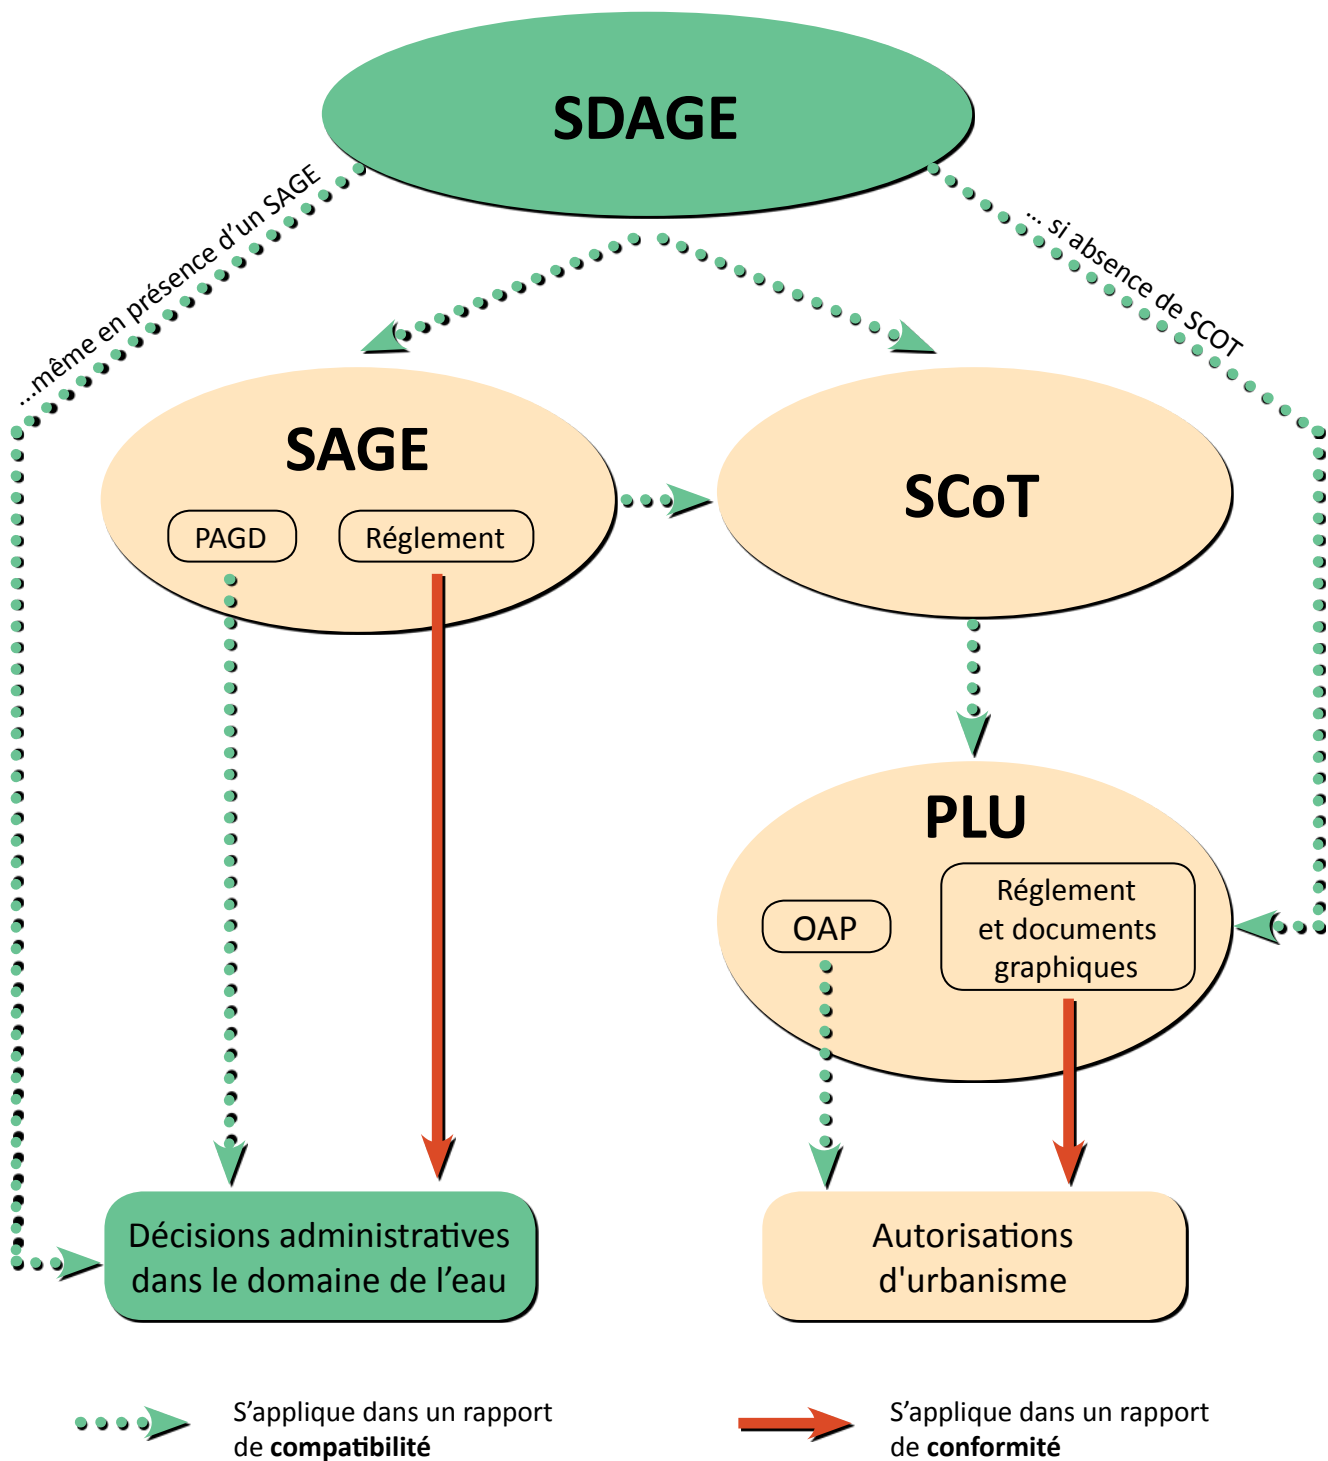 SDAGE
...même en présence d'un SAGE
... si absence de SCOT
SAGE
PAGD
Réglement
SCoT
PLU
OAP
Réglement
et documents
graphiques
Décisions administratives
dans le domaine de l’eau
Autorisations
d'urbanisme
S’applique dans un rapport
de compatibilité
S’applique dans un rapport
de conformité